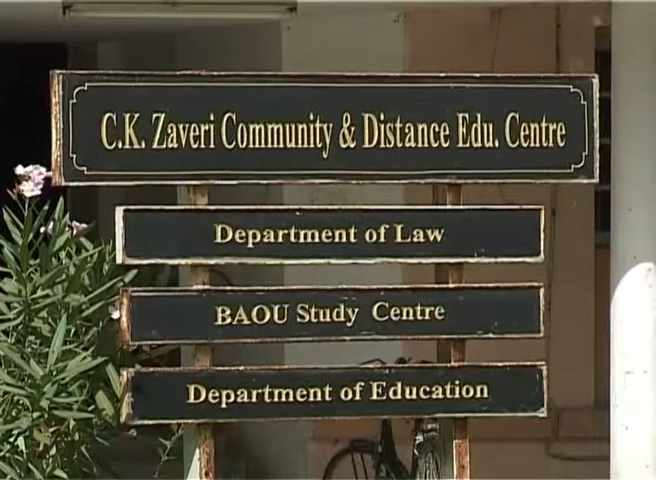 C.K. Zaveri Community & Distance Edu. Centre
Department of Law
BAOU Study Centre
Department of Education